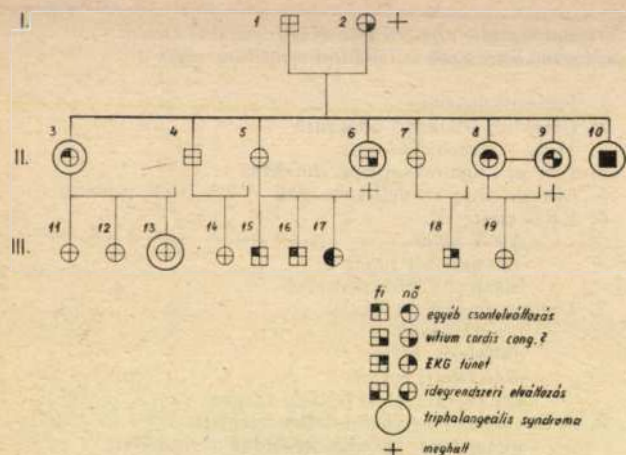 I.
1 2
3 4 5 6 7 8 9 10
II.
11 12 13 14 15 16 17 18 19
III.
fi nő
egyéb csontelváltozás
vitium cordis cong. ?
EKG tünet
idegrendszeri elváltozás
triphalangeális syndroma
meghalt